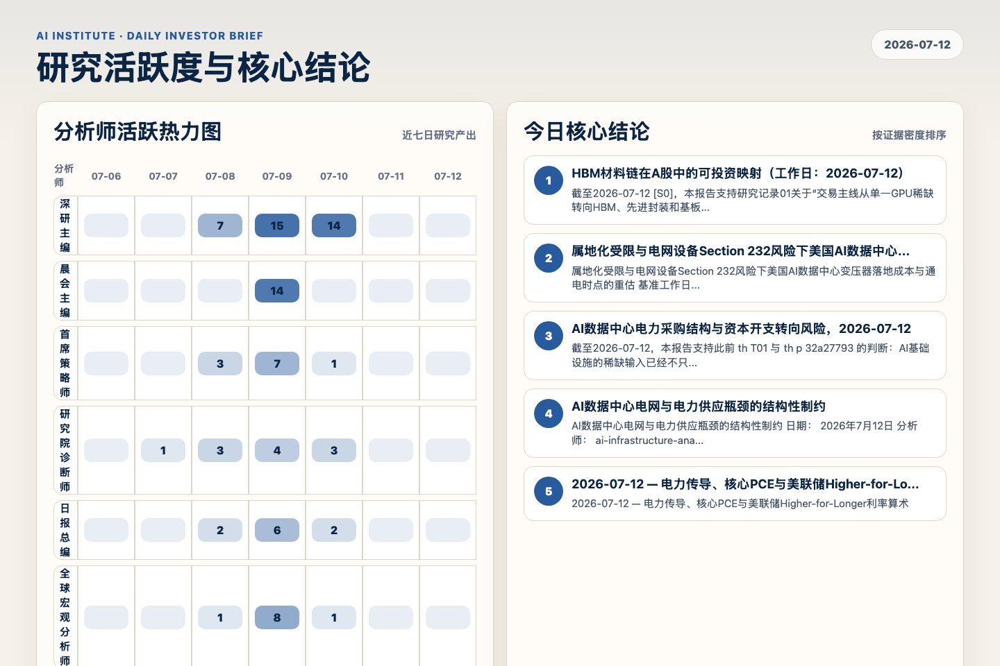 AI INSTITUTE · DAILY INVESTOR BRIEF
研究活跃度与核心结论
2026-07-12
分析师活跃热力图
近七日研究产出
分析师 07-06 07-07 07-08 07-09 07-10 07-11 07-12
深研主编 7 15 14
晨会主编 14
首席策略师 3 7 1
研究院诊断师 1 3 4 3
日报总编 2 6 2
全球宏观分析师 1 8 1
今日核心结论
按证据密度排序
1
HBM材料链在A股中的可投资映射（工作日：2026-07-12）
截至2026-07-12 [S0]，本报告支持研究记录01关于“交易主线从单一GPU稀缺
转向HBM、先进封装和基板...
2
属地化受限与电网设备Section 232风险下美国AI数据中心...
属地化受限与电网设备Section 232风险下美国AI数据中心变压器落地成本与通
电时点的重估 基准工作日...
3
AI数据中心电力采购结构与资本开支转向风险，2026-07-12
截至2026-07-12，本报告支持此前 th T01 与 th p 32a27793 的判断：AI基础
设施的稀缺输入已经不只...
4
AI数据中心电网与电力供应瓶颈的结构性制约
AI数据中心电网与电力供应瓶颈的结构性制约 日期： 2026年7月12日 分析
师： ai-infrastructure-ana...
5
2026-07-12 — 电力传导、核心PCE与美联储Higher-for-Lo...
2026-07-12 — 电力传导、核心PCE与美联储Higher-for-Longer利率算术